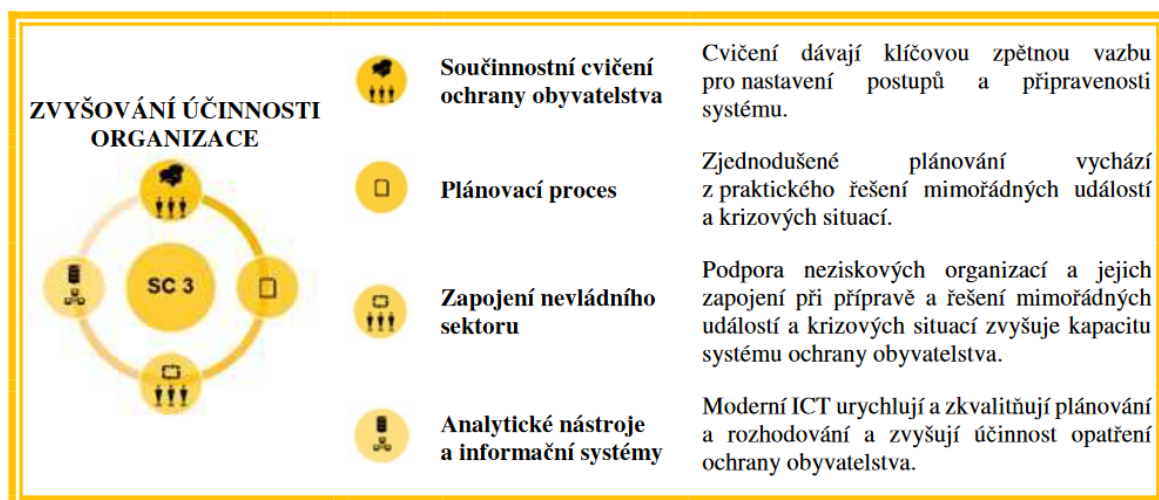 ZVYŠOVÁNÍ ÚČINNOSTI
ORGANIZACE
SC 3
Součinnostní cvičení
ochrany obyvatelstva
Cvičení dávají klíčovou zpětnou vazbu
pro nastavení postupů a připravenosti
systému.
Plánovací proces
Zjednodušené plánování vychází
z praktického řešení mimořádných událostí
a krizových situací.
Zapojení nevládního
sektoru
Podpora neziskových organizací a jejich
zapojení při přípravě a řešení mimořádných
událostí a krizových situací zvyšuje kapacitu
systému ochrany obyvatelstva.
Analytické nástroje
a informační systémy
Moderní ICT urychlují a zkvalitňují plánování
a rozhodování a zvyšují účinnost opatření
ochrany obyvatelstva.